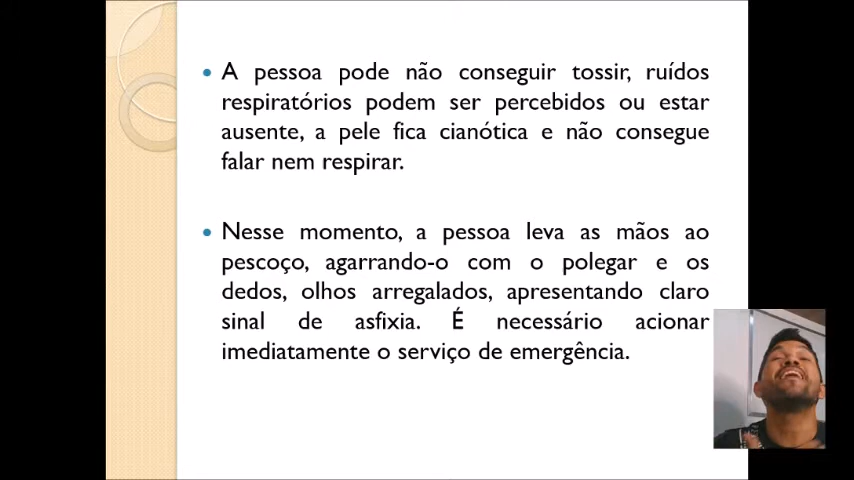 A pessoa pode não conseguir tossir, ruídos
respiratórios podem ser percebidos ou estar
ausente, a pele fica cianótica e não consegue
falar nem respirar.
Nesse momento, a pessoa leva as mãos ao
pescoço, agarrando-o com o polegar e os
dedos, olhos arregalados, apresentando claro
sinal de asfixia. É necessário acionar
imediatamente o serviço de emergência.